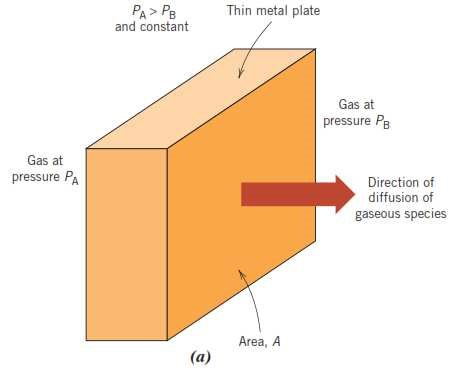 P_A > P_B
and constant
Thin metal plate
Gas at
pressure P_B
Gas at
pressure P_A
Direction of
diffusion of
gaseous species
Area, A
(a)